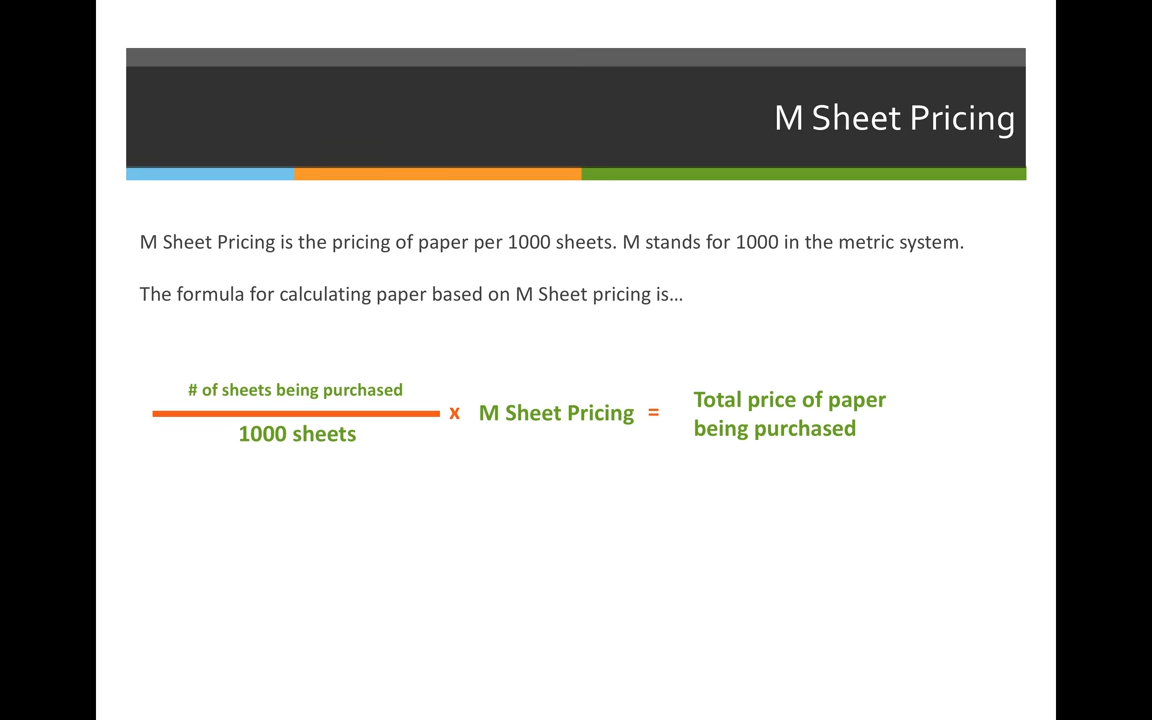 M Sheet Pricing
M Sheet Pricing is the pricing of paper per 1000 sheets. M stands for 1000 in the metric system.
The formula for calculating paper based on M Sheet pricing is…
# of sheets being purchased
1000 sheets
x M Sheet Pricing =
Total price of paper
being purchased